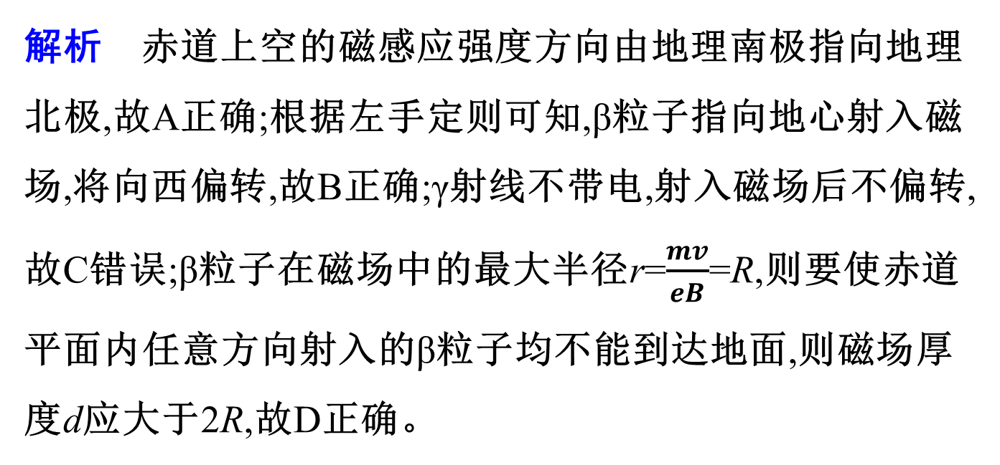 解析 赤道上空的磁感应强度方向由地理南极指向地理
北极,故A正确;根据左手定则可知,β粒子指向地心射入磁
场,将向西偏转,故B正确;γ射线不带电,射入磁场后不偏转,
故C错误;β粒子在磁场中的最大半径r=mv/eB=R,则要使赤道
平面内任意方向射入的β粒子均不能到达地面,则磁场厚
度d应大于2R,故D正确。